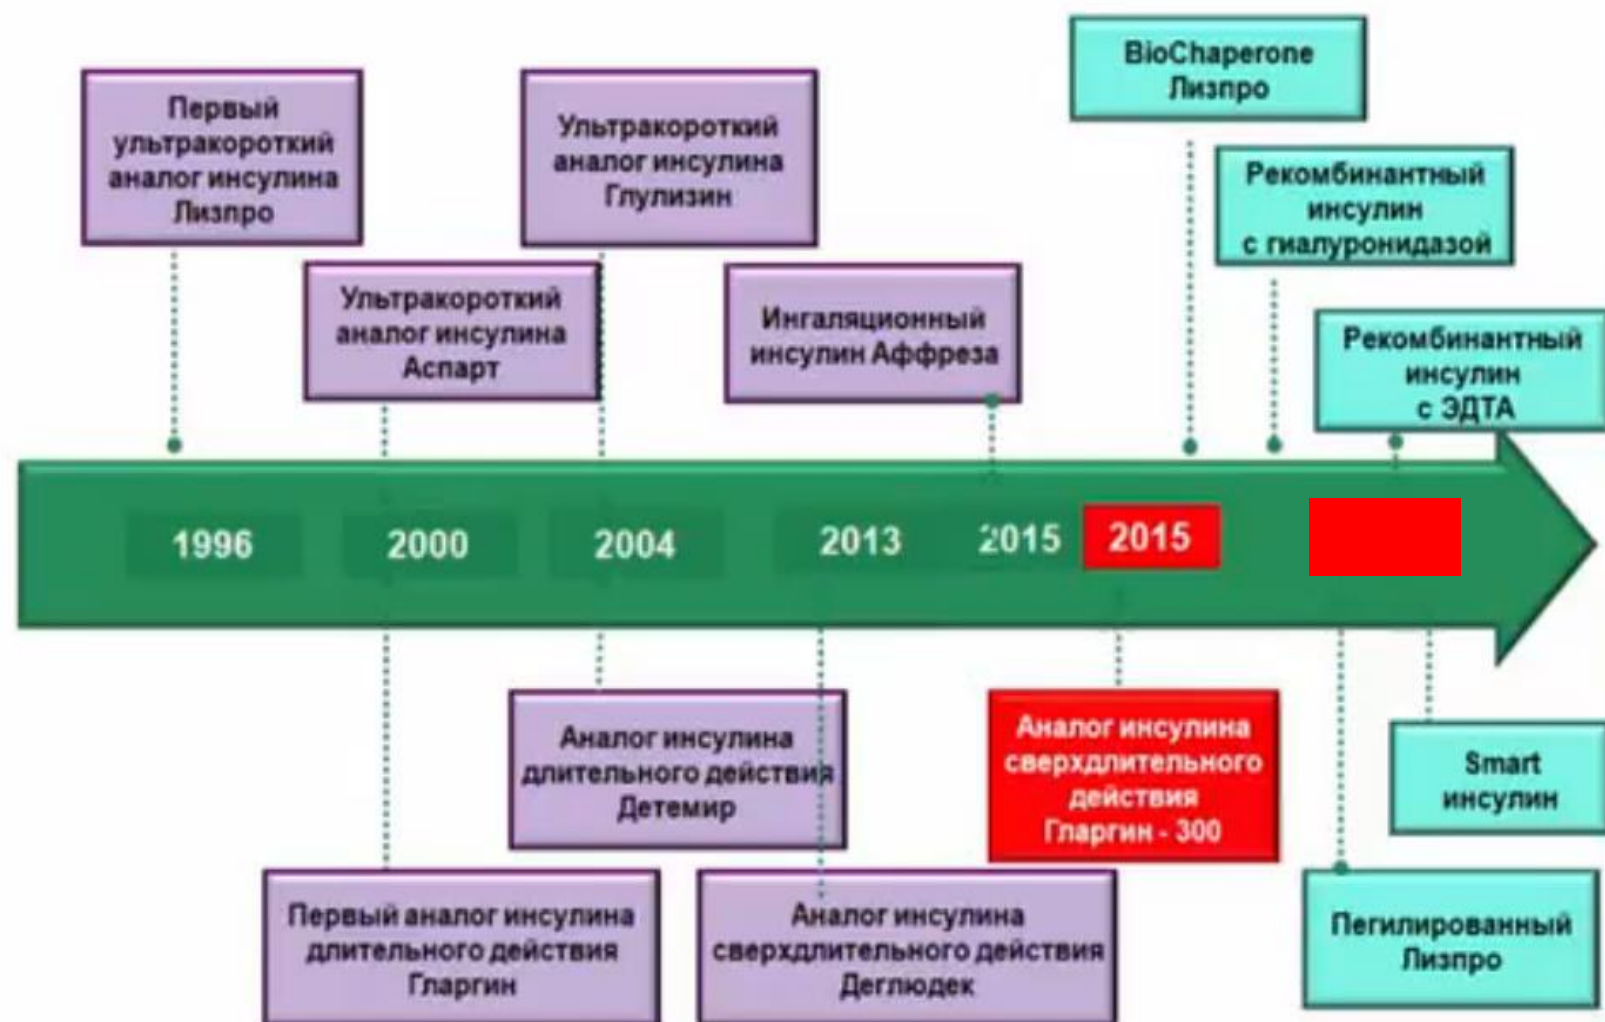 BioChaperone
Лизпро
Первый
ультракороткий
аналог инсулина
Лизпро
Ультракороткий
аналог инсулина
Глулизин
Рекомбинантный
инсулин
с гиалуронидазой
Ультракороткий
аналог инсулина
Аспарт
Ингаляционный
инсулин Аффреза
Рекомбинантный
инсулин
с ЭДТА
1996 2000 2004 2013 2015 2015
Аналог инсулина
длительного действия
Детемир
Аналог инсулина
сверхдлительного
действия
Гларгин - 300
Smart
инсулин
Первый аналог инсулина
длительного действия
Гларгин
Аналог инсулина
сверхдлительного действия
Деглюдек
Пегилированный
Лизпро